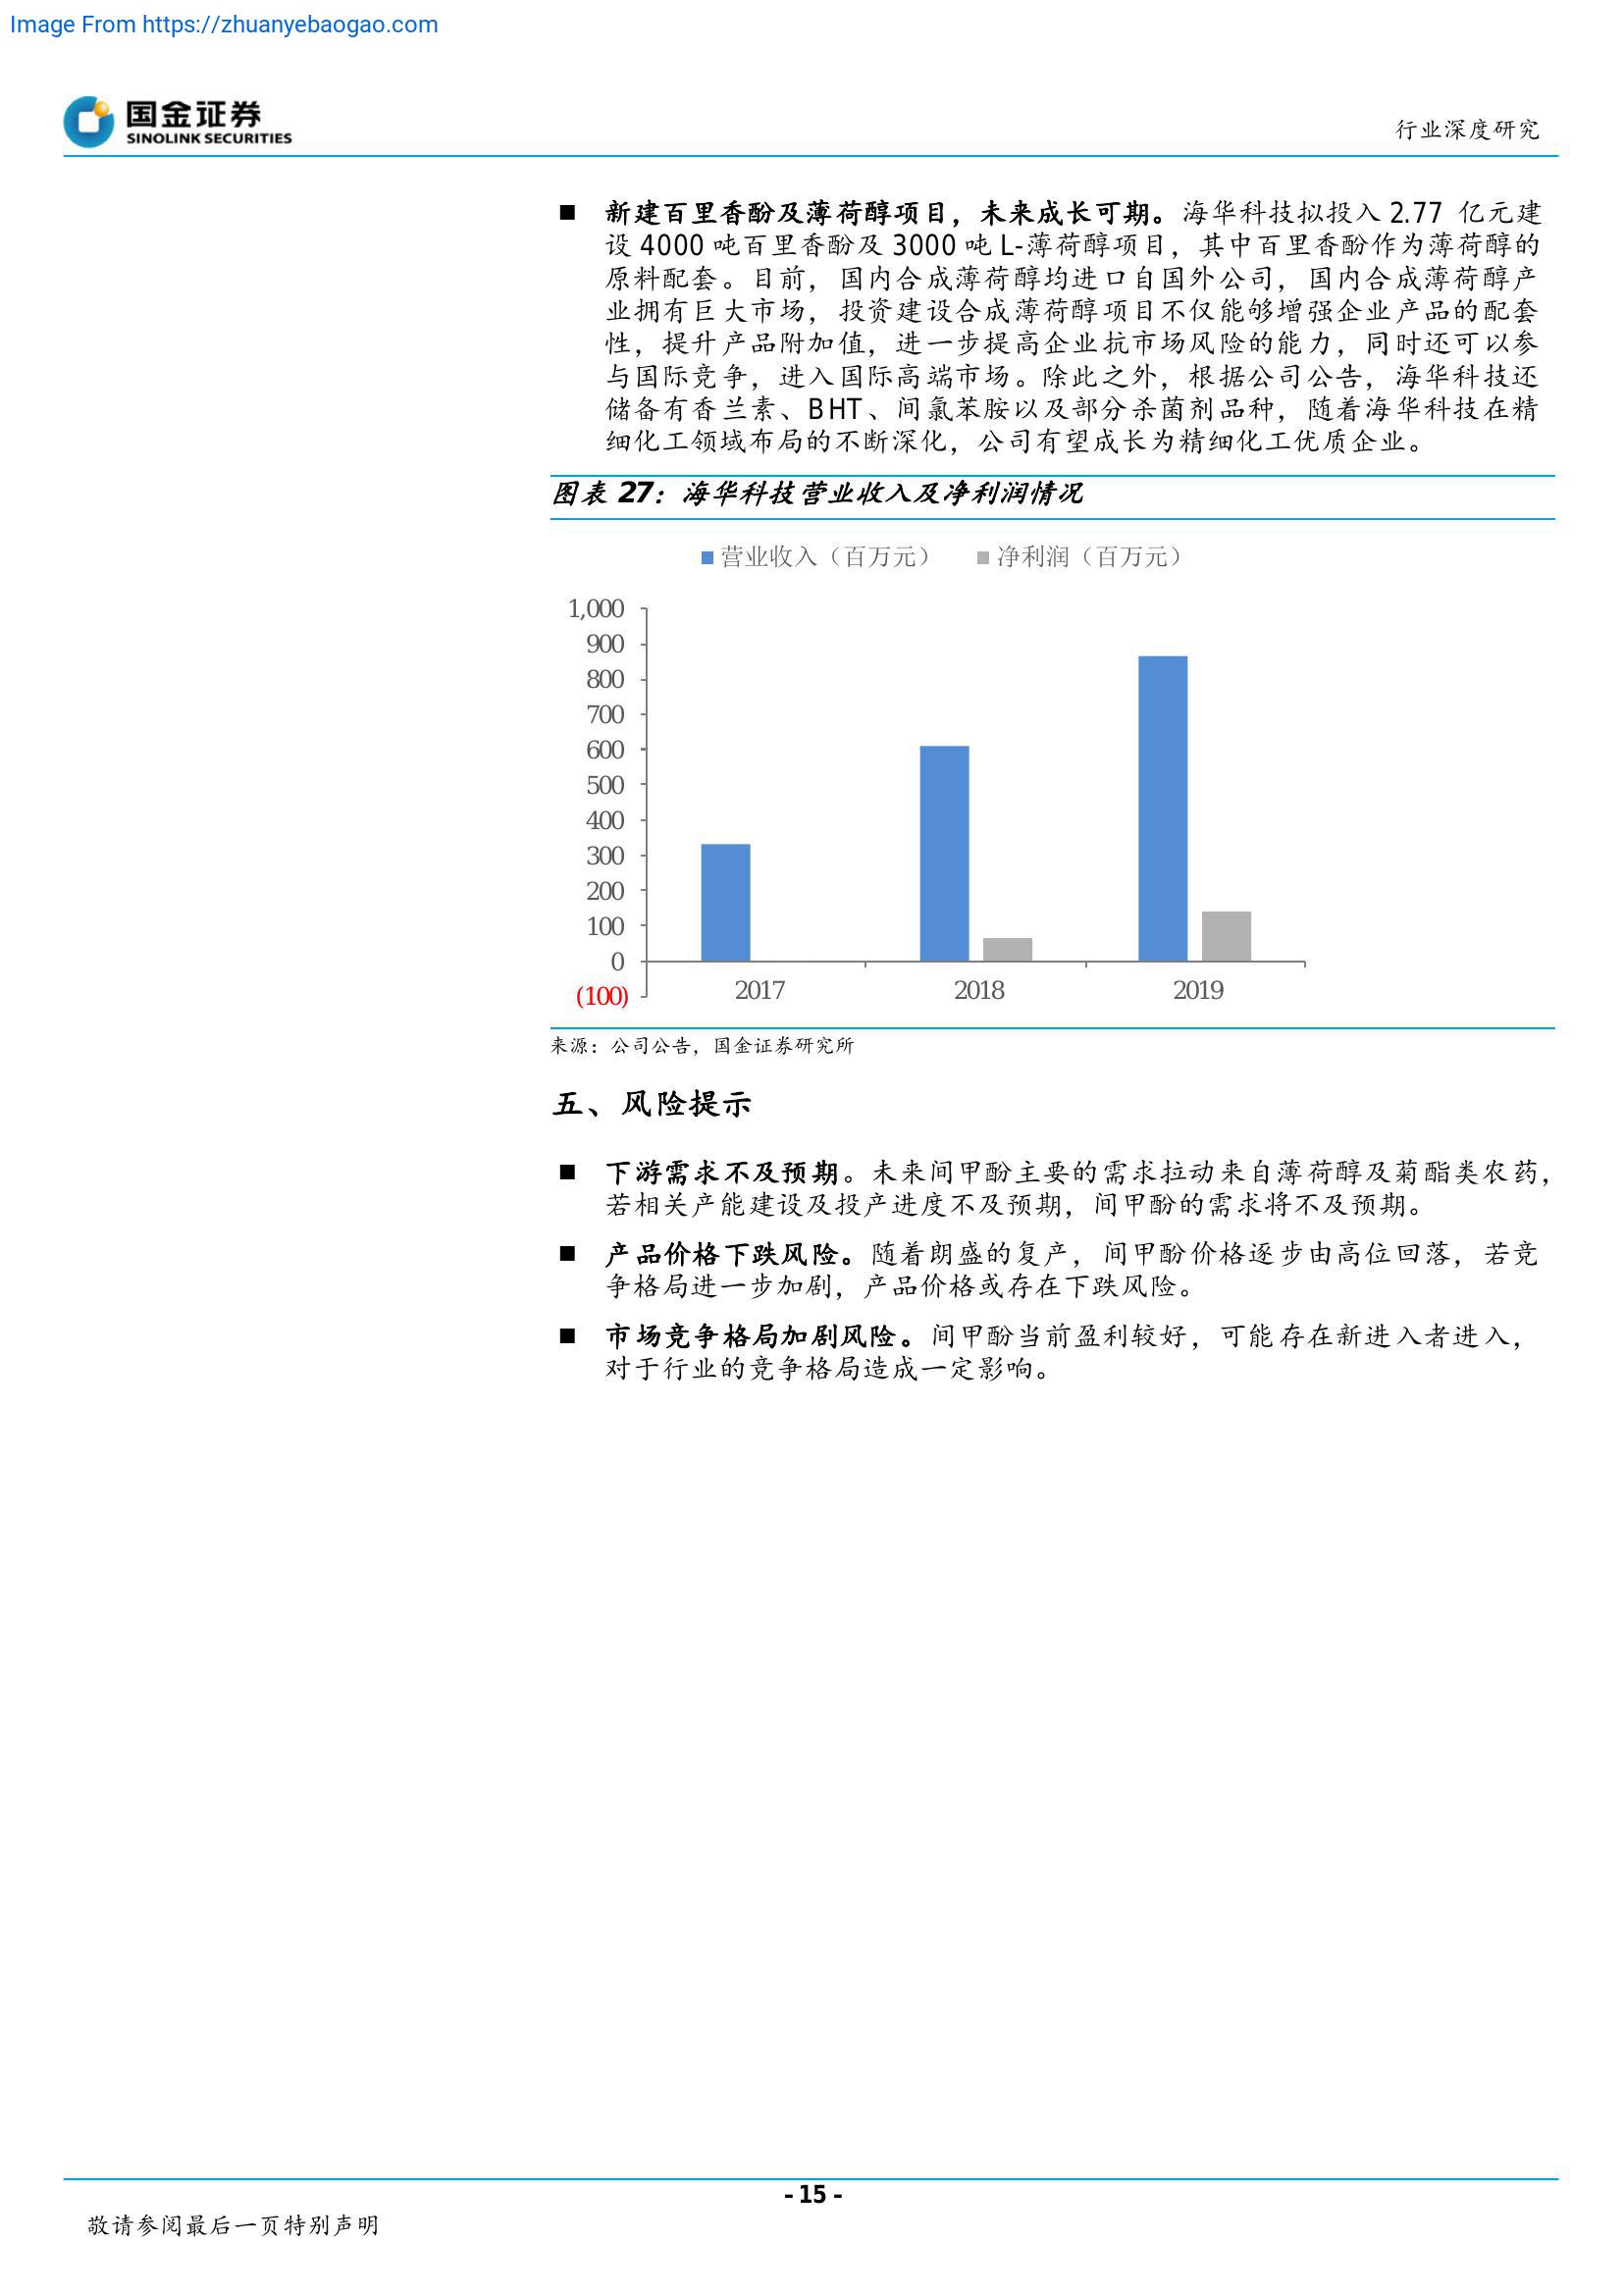 Image From https://zhuanyebaogao.com
国金证券
SINOLINK SECURITIES
行业深度研究
■ 新建百里香酚及薄荷醇项目，未来成长可期。海华科技拟投入 2.77 亿元建
设 4000 吨百里香酚及 3000 吨 L-薄荷醇项目，其中百里香酚作为薄荷醇的
原料配套。目前，国内合成薄荷醇均进口自国外公司，国内合成薄荷醇产
业拥有巨大市场，投资建设合成薄荷醇项目不仅能够增强企业产品的配套
性，提升产品附加值，进一步提高企业抗市场风险的能力，同时还可以参
与国际竞争，进入国际高端市场。除此之外，根据公司公告，海华科技还
储备有香兰素、BHT、间氯苯胺以及部分杀菌剂品种，随着海华科技在精
细化工领域布局的不断深化，公司有望成长为精细化工优质企业。
图表 27：海华科技营业收入及净利润情况
营业收入（百万元） 净利润（百万元）
1,000
900
800
700
600
500
400
300
200
100
0
(100)
2017 2018 2019
来源：公司公告，国金证券研究所
五、风险提示
■ 下游需求不及预期。未来间甲酚主要的需求拉动来自薄荷醇及菊酯类农药，
若相关产能建设及投产进度不及预期，间甲酚的需求将不及预期。
■ 产品价格下跌风险。随着朗盛的复产，间甲酚价格逐步由高位回落，若竞
争格局进一步加剧，产品价格或存在下跌风险。
■ 市场竞争格局加剧风险。间甲酚当前盈利较好，可能存在新进入者进入，
对于行业的竞争格局造成一定影响。
- 15 -
敬请参阅最后一页特别声明